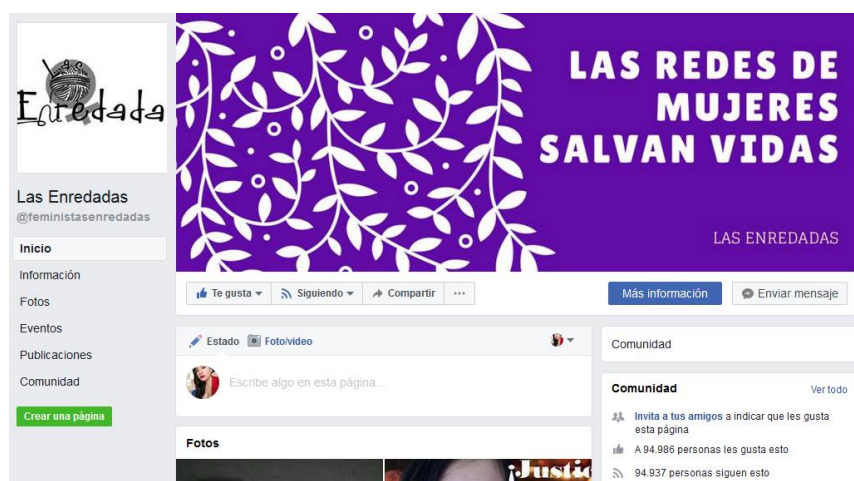 Las
Enredada
LAS REDES DE
MUJERES
SALVAN VIDAS
LAS ENREDADAS
Las Enredadas
@feministasenredadas
Inicio
Información
Fotos
Eventos
Publicaciones
Comunidad
Crear una página
Te gusta
Siguiendo
Compartir
Más información
Enviar mensaje
Estado
Foto/video
Escribe algo en esta página...
Fotos
¡Justic
Comunidad
Comunidad
Ver todo
Invita a tus amigos a indicar que les gusta
esta página
A 94.986 personas les gusta esto
94.937 personas siguen esto